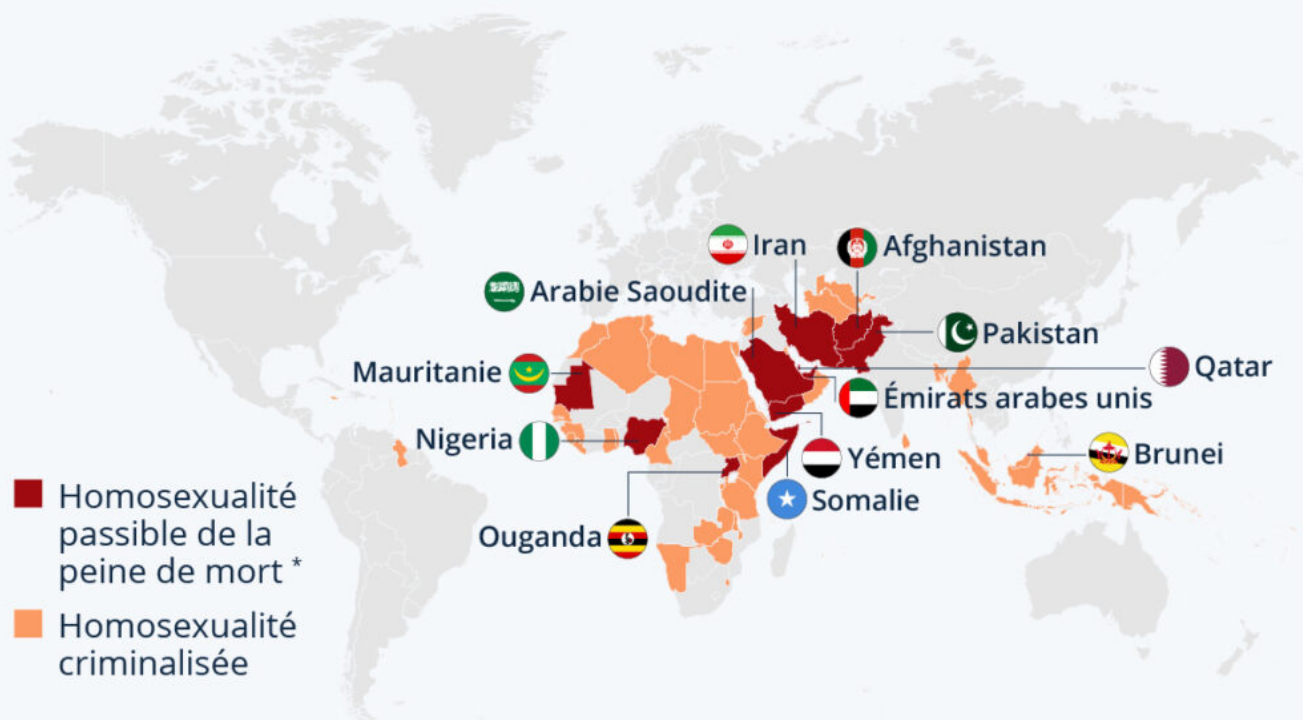 Iran
Afghanistan
Arabie Saoudite
Pakistan
Mauritanie
Qatar
Émirats arabes unis
Nigeria
Yémen
Brunei
Somalie
Ouganda
Homosexualité
passible de la
peine de mort *
Homosexualité
criminalisée